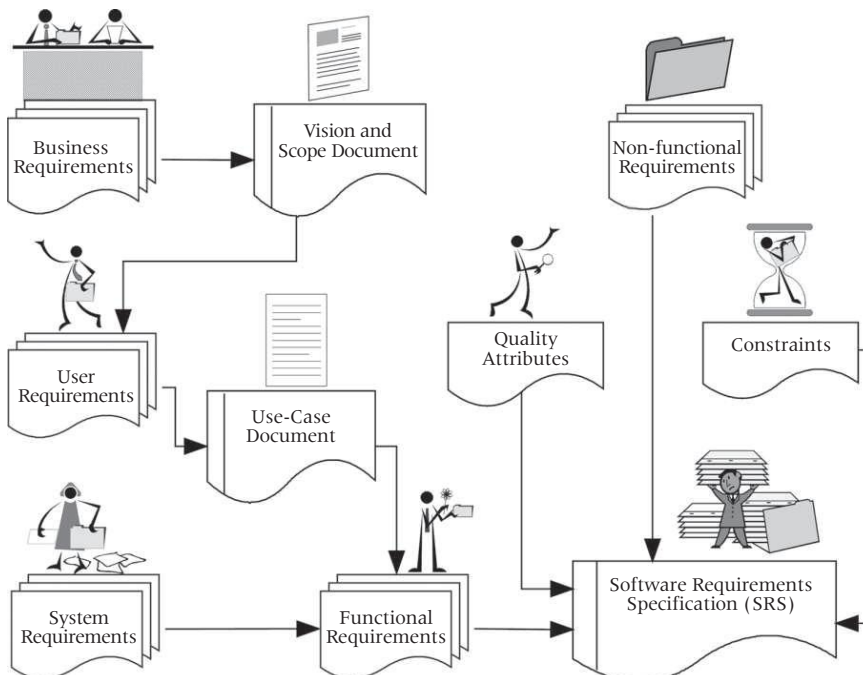 Business
Requirements
Vision and
Scope Document
Non-functional
Requirements
User
Requirements
Use-Case
Document
Quality
Attributes
Constraints
System
Requirements
Functional
Requirements
Software Requirements
Specification (SRS)